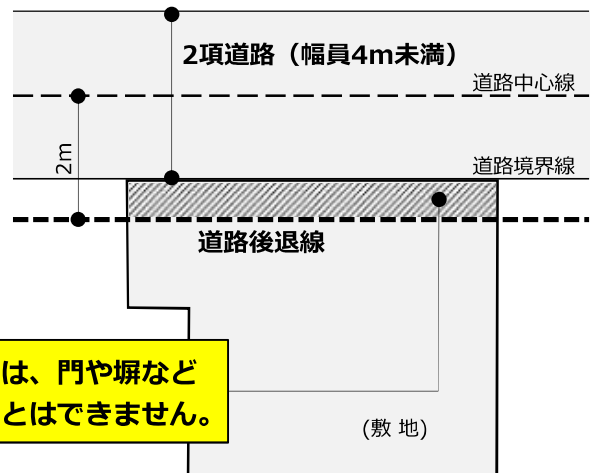 2項道路（幅員4m未満）
道路中心線
2m
道路境界線
道路後退線
は、門や塀など
とはできません。
(敷 地)